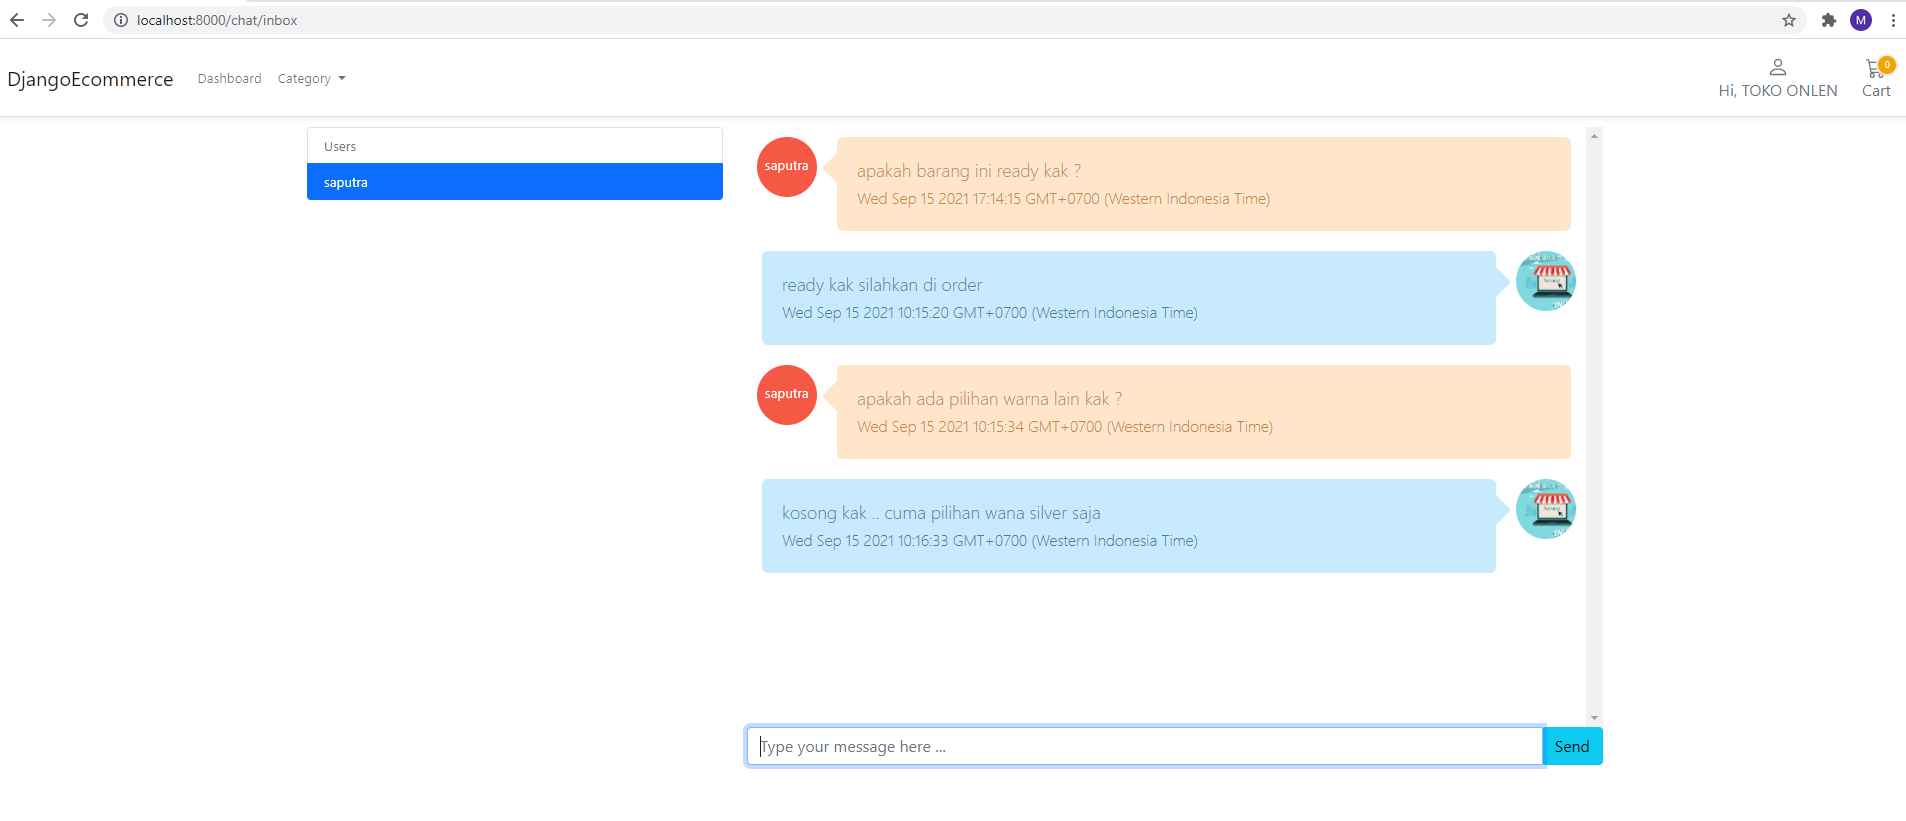 localhost:8000/chat/inbox
M
DjangoEcommerce
Dashboard
Category
Hi, TOKO ONLEN
0
Cart
Users
saputra
saputra
apakah barang ini ready kak ?
Wed Sep 15 2021 17:14:15 GMT+0700 (Western Indonesia Time)
ready kak silahkan di order
Wed Sep 15 2021 10:15:20 GMT+0700 (Western Indonesia Time)
saputra
apakah ada pilihan warna lain kak ?
Wed Sep 15 2021 10:15:34 GMT+0700 (Western Indonesia Time)
kosong kak .. cuma pilihan wana silver saja
Wed Sep 15 2021 10:16:33 GMT+0700 (Western Indonesia Time)
Type your message here ...
Send